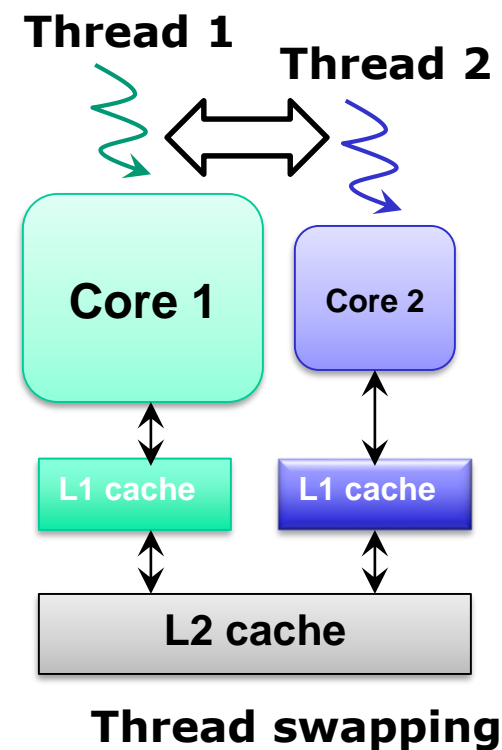 Thread 1
Thread 2
Core 1
Core 2
L1 cache
L1 cache
L2 cache
Thread swapping